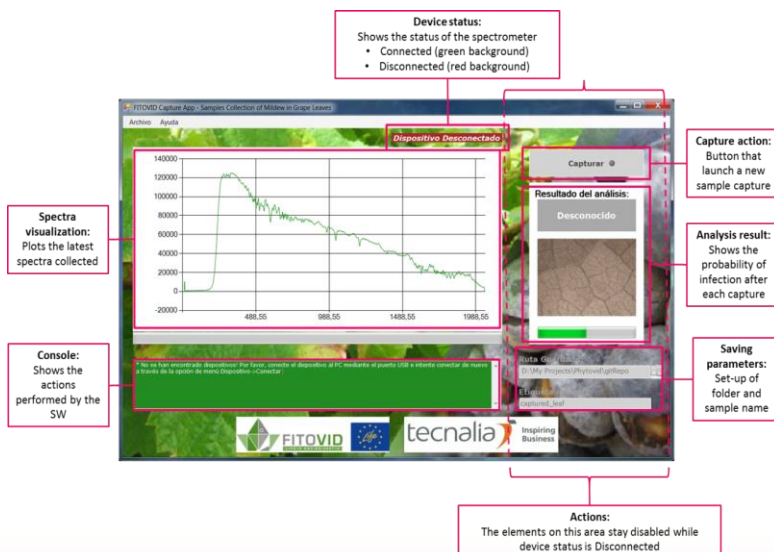 Device status:
Shows the status of the spectrometer
• Connected (green background)
• Disconnected (red background)
FITOVID Capture App - Samples Collection of Mildew in Grape Leaves
Archivo Ayuda
Dispositivo Desconectado
140000
120000
100000
80000
60000
40000
20000
0
-20000
488,55
988,55
1488,55
1988,55
Capturar
Resultado del análisis:
Desconocido
Capture action:
Button that
launch a new
sample capture
Spectra
visualization:
Plots the latest
spectra collected
Analysis result:
Shows the
probability of
infection after
each capture
Console:
Shows the
actions
performed by the
SW
* No se han encontrado dispositivos! Por favor, conecte el dispositivo al PC mediante el puerto USB e intente conectar de nuevo
a través de la opción de menú Dispositivo->Conectar
Ruta
D:\My Projects\Phytovid\gitRepo
captured_leaf
Saving
parameters:
Set-up of
folder and
sample name
FITOVID
life
tecnalia
Inspiring
Business
Actions:
The elements on this area stay disabled while
device status is Disconnected